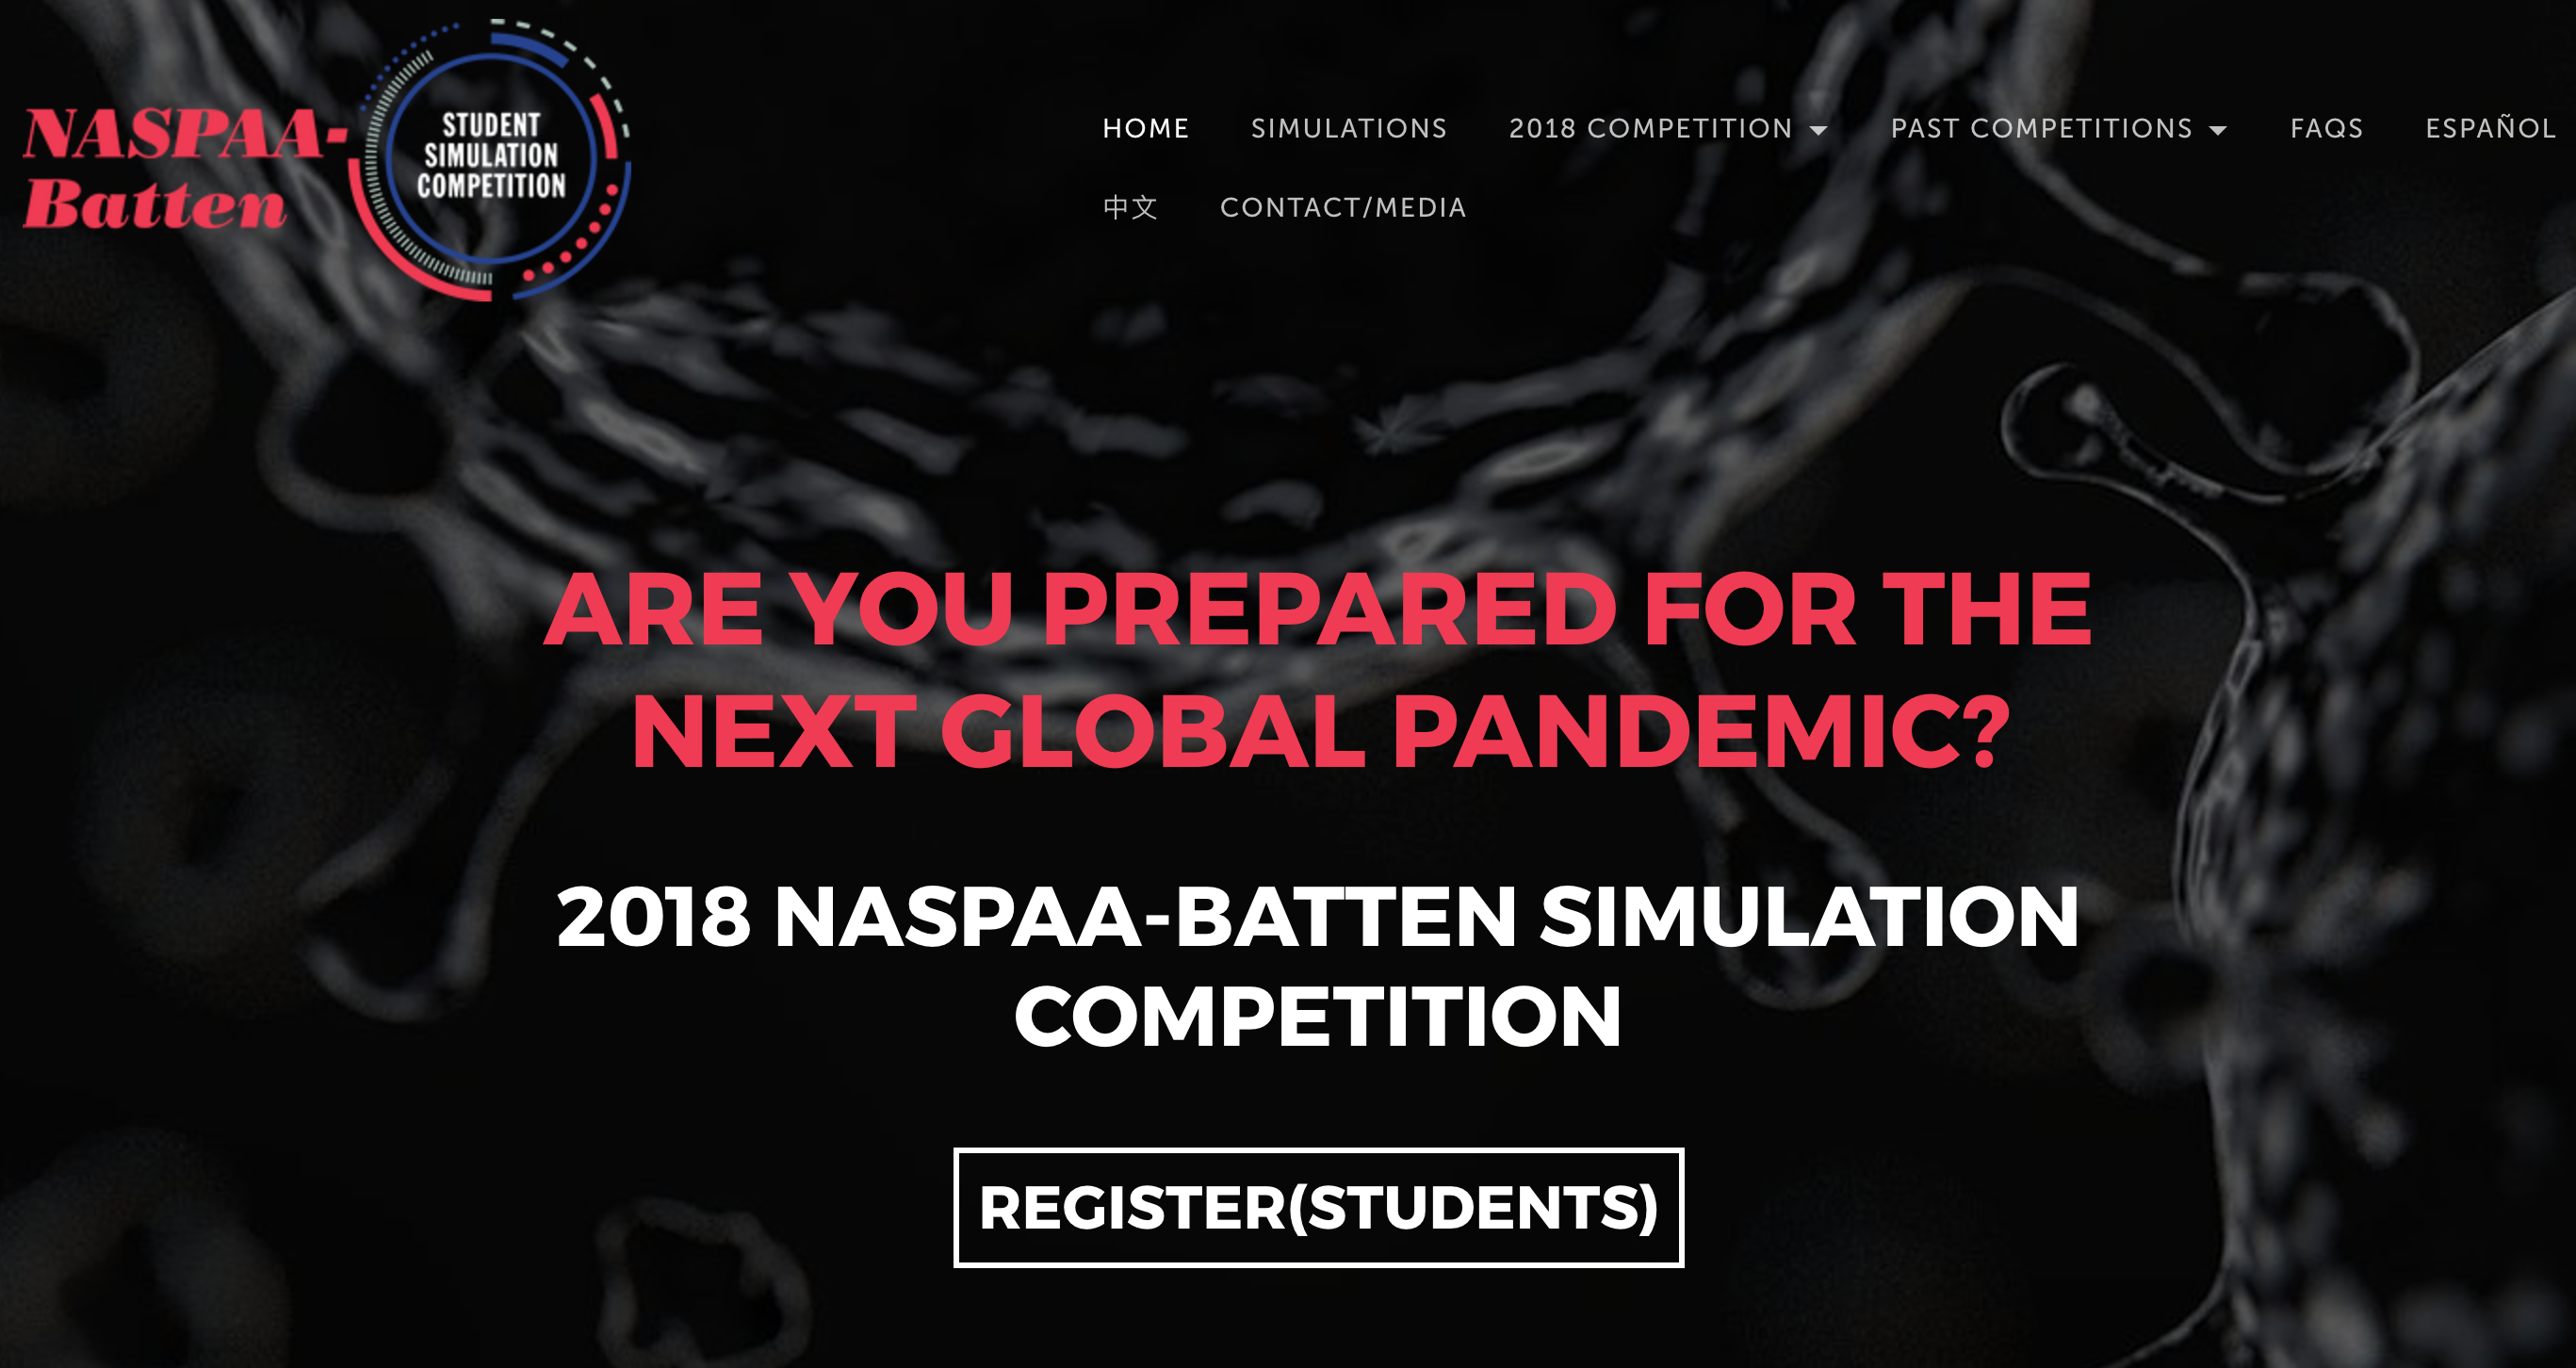 NASPAA-
Batten
STUDENT
SIMULATION
COMPETITION
HOME SIMULATIONS 2018 COMPETITION PAST COMPETITIONS FAQS ESPAÑOL
中文 CONTACT/MEDIA
ARE YOU PREPARED FOR THE
NEXT GLOBAL PANDEMIC?
2018 NASPAA-BATTEN SIMULATION
COMPETITION
REGISTER(STUDENTS)